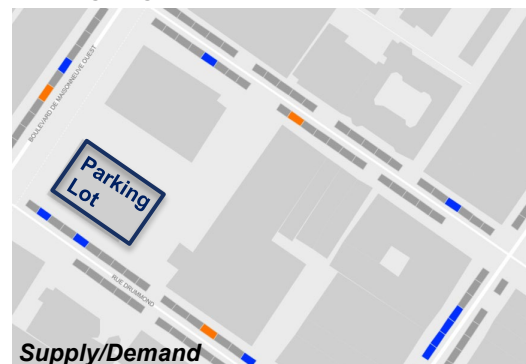 BOULEVARD DE MAISONNEUVE OUEST
Parking
Lot
RUE DRUMMOND
Supply/Demand